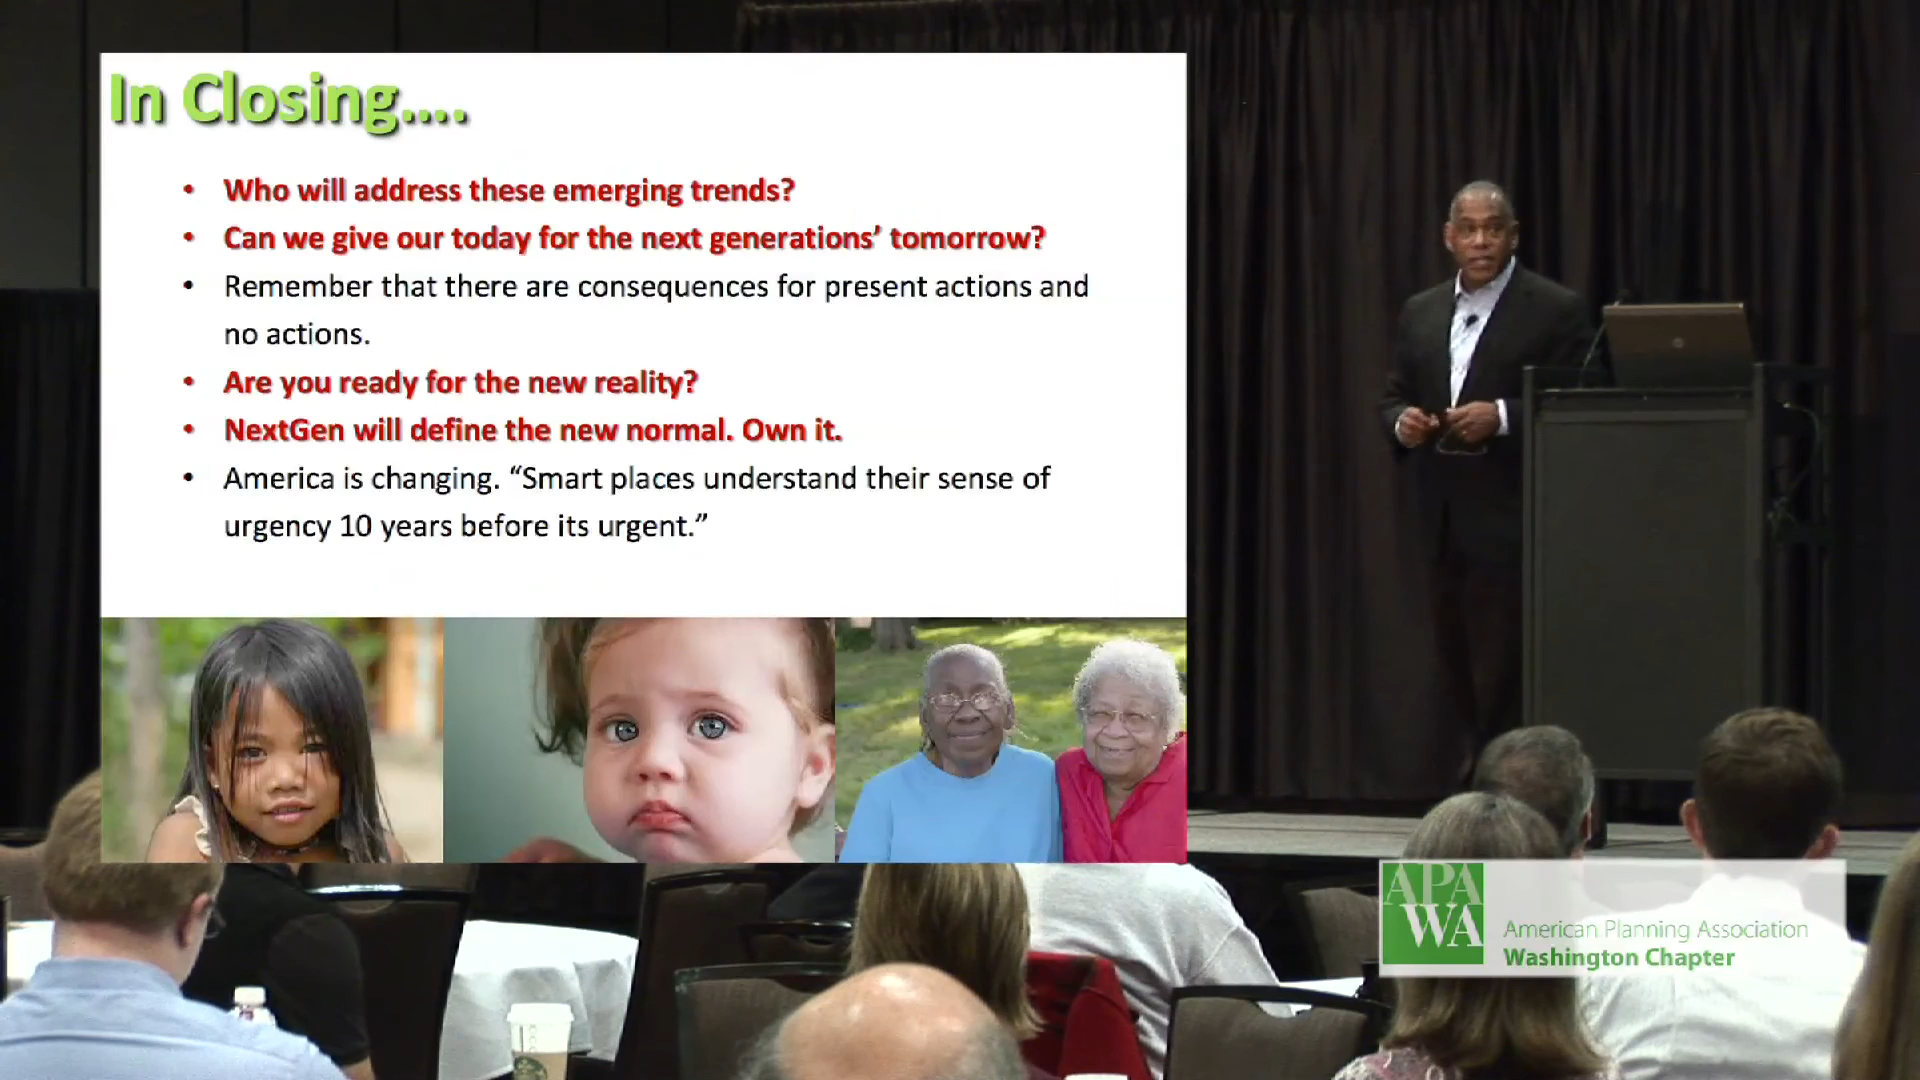 In Closing....
• Who will address these emerging trends?
• Can we give our today for the next generations’ tomorrow?
• Remember that there are consequences for present actions and
no actions.
• Are you ready for the new reality?
• NextGen will define the new normal. Own it.
• America is changing. “Smart places understand their sense of
urgency 10 years before its urgent.”
APA
WA
American Planning Association
Washington Chapter